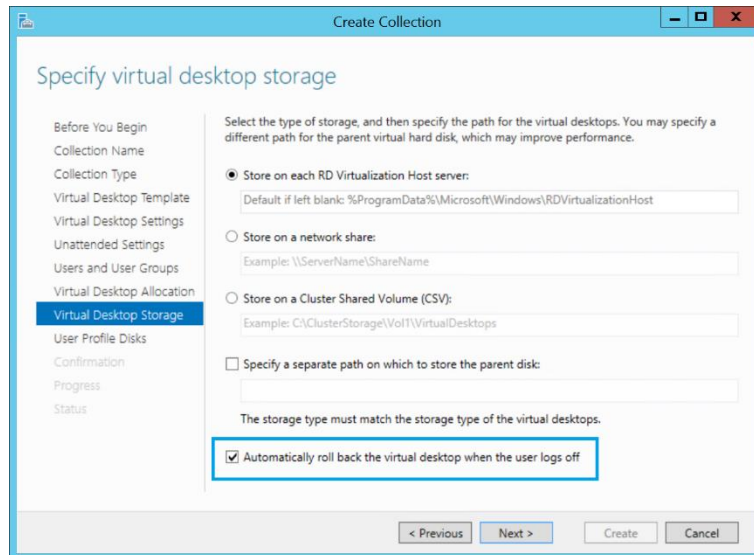 Create Collection
Specify virtual desktop storage
Before You Begin
Collection Name
Collection Type
Virtual Desktop Template
Virtual Desktop Settings
Unattended Settings
Users and User Groups
Virtual Desktop Allocation
Virtual Desktop Storage
User Profile Disks
Confirmation
Progress
Status
Select the type of storage, and then specify the path for the virtual desktops. You may specify a
different path for the parent virtual hard disk, which may improve performance.
Store on each RD Virtualization Host server:
Default if left blank: %ProgramData%\Microsoft\Windows\RDVirtualizationHost
Store on a network share:
Example: \\ServerName\ShareName
Store on a Cluster Shared Volume (CSV):
Example: C:\ClusterStorage\Vol1\VirtualDesktops
Specify a separate path on which to store the parent disk:
The storage type must match the storage type of the virtual desktops.
Automatically roll back the virtual desktop when the user logs off
< Previous
Next >
Create
Cancel